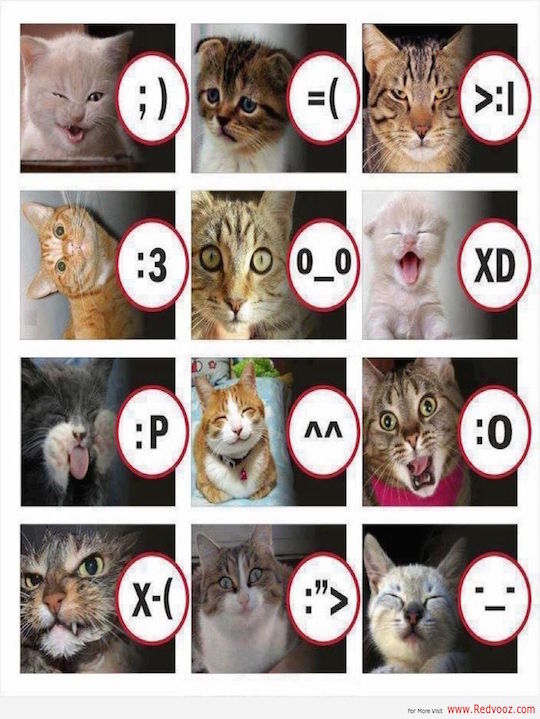 ;)
=(
>:|
:3
0_0
XD
:P
^^
:O
X-(
:”>
-_-
For More Visit www.Redvooz.com